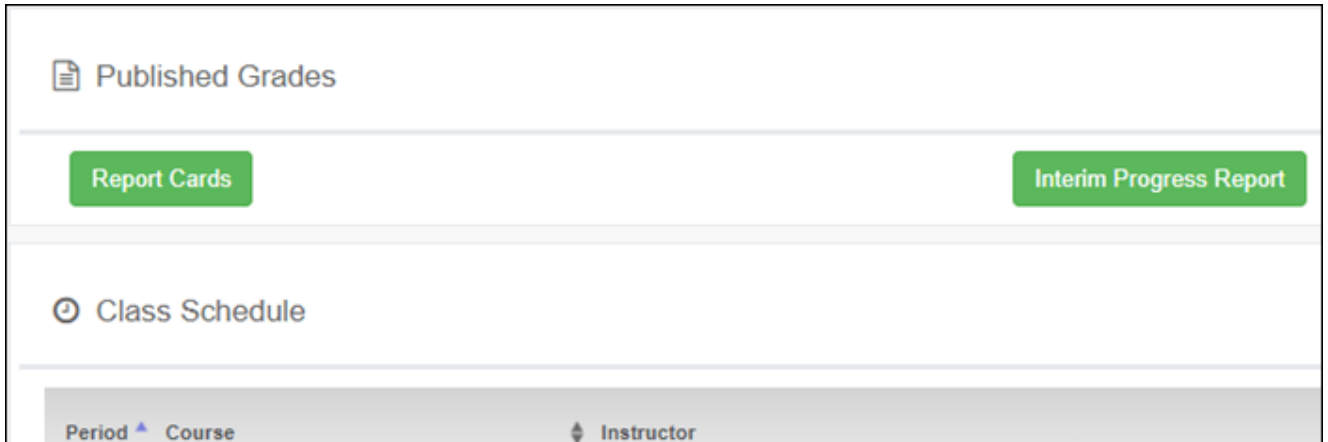 Published Grades
Report Cards Interim Progress Report
Class Schedule
Period Course Instructor